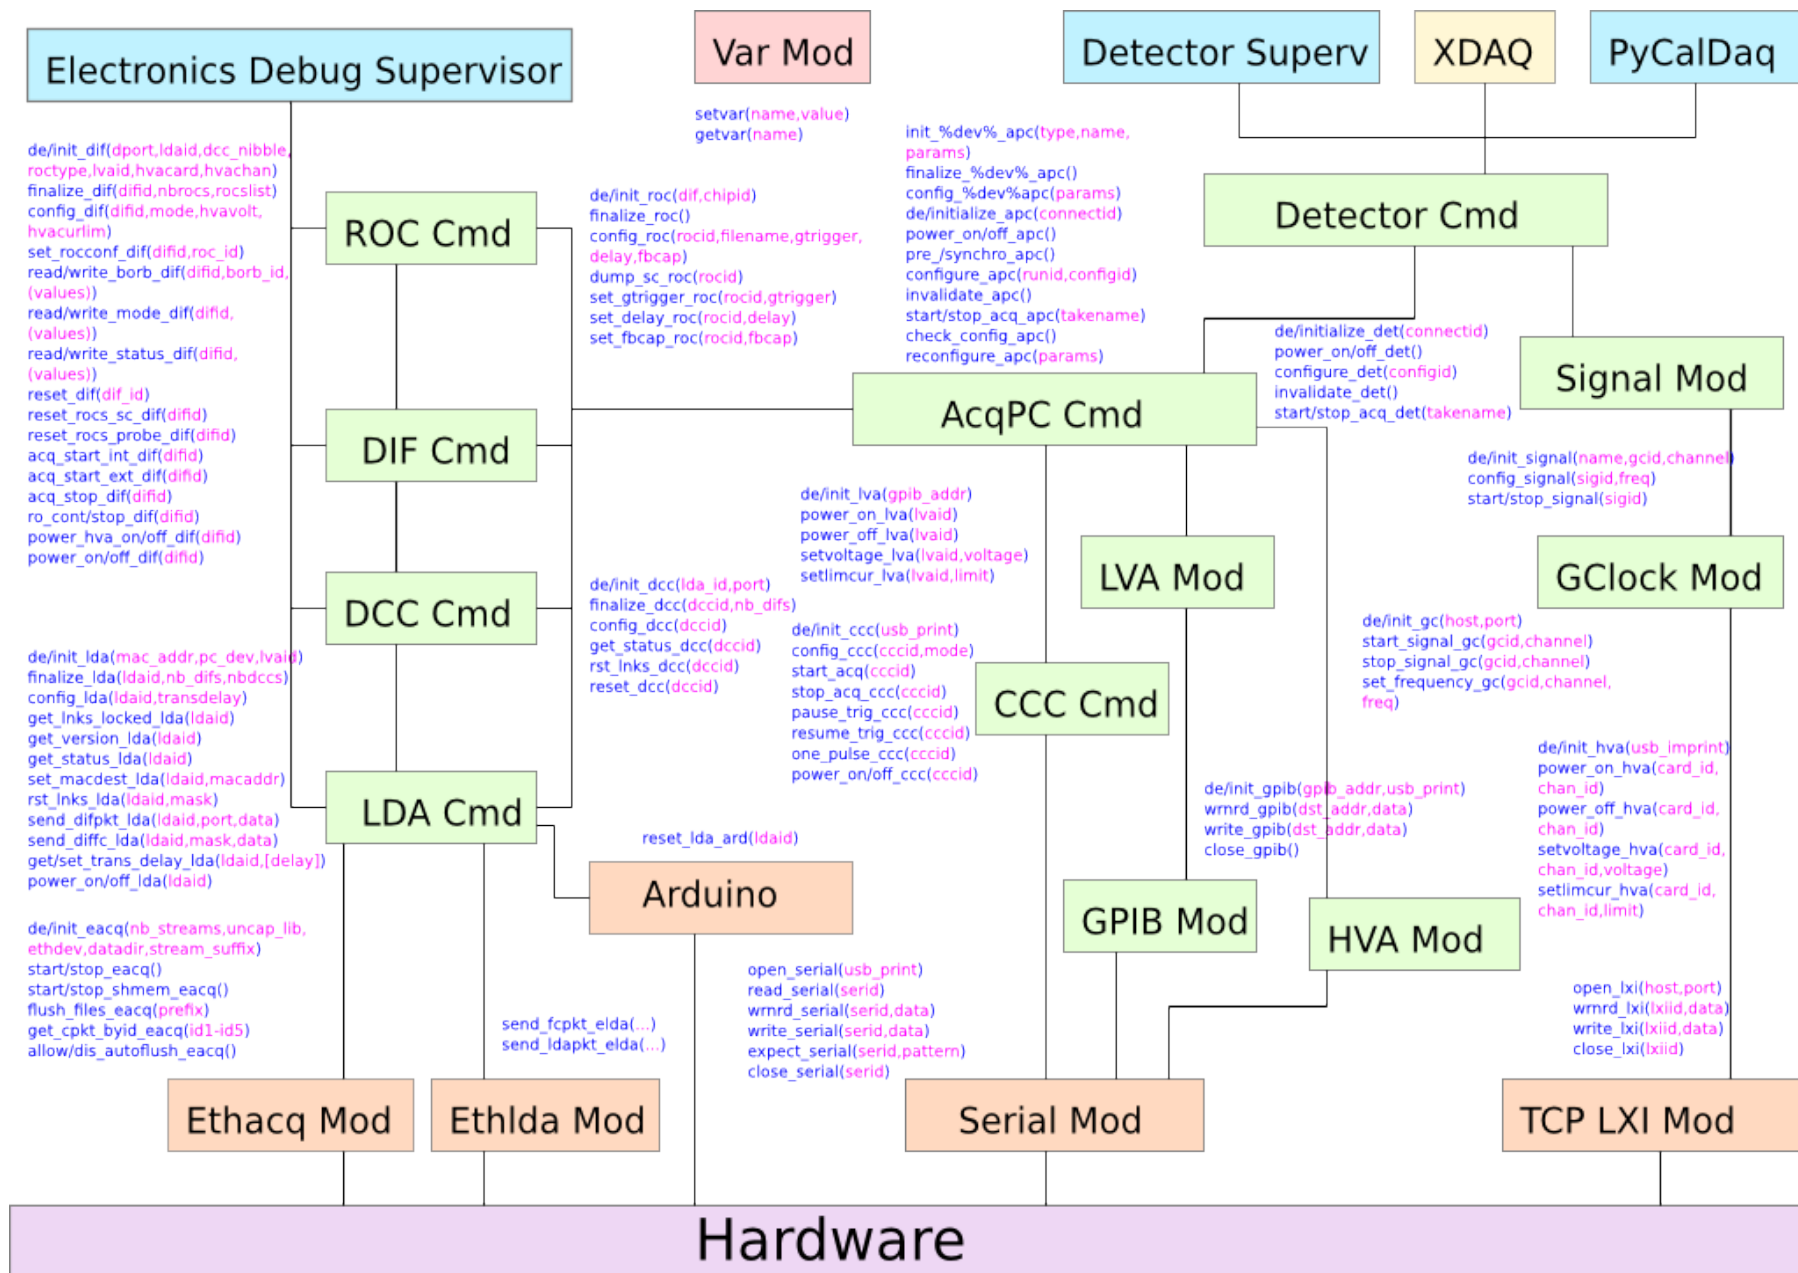 Electronics Debug Supervisor
Var Mod
Detector Superv
XDAQ
PyCalDaq
setvar(name,value)
getvar(name)
de/init_dif(dport,ldaid,dcc_nibble,
roctype,lvaid,hvacard,hvachan)
finalize_dif(difid,nbrocs,rocslist)
config_dif(difid,mode,hvavolt,
hvacurlim)
set_rocconf_dif(difid,roc_id)
read/write_borb_dif(difid,borb_id,
(values))
read/write_mode_dif(difid,
(values))
read/write_status_dif(difid,
(values))
reset_dif(dif_id)
reset_rocs_sc_dif(difid)
reset_rocs_probe_dif(difid)
acq_start_int_dif(difid)
acq_start_ext_dif(difid)
acq_stop_dif(difid)
ro_cont/stop_dif(difid)
power_hva_on/off_dif(difid)
power_on/off_dif(difid)
ROC Cmd
de/init_roc(dif,chipid)
finalize_roc()
config_roc(rocid,filename,gtrigger,
delay,fbcap)
dump_sc_roc(rocid)
set_gtrigger_roc(rocid,gtrigger)
set_delay_roc(rocid,delay)
set_fbcap_roc(rocid,fbcap)
init_%dev%_apc(type,name,
params)
finalize_%dev%_apc()
config_%dev%apc(params)
de/initialize_apc(connectid)
power_on/off_apc()
pre_/synchro_apc()
configure_apc(runid,configid)
invalidate_apc()
start/stop_acq_apc(takename)
check_config_apc()
reconfigure_apc(params)
Detector Cmd
de/initialize_det(connectid)
power_on/off_det()
configure_det(configid)
invalidate_det()
start/stop_acq_det(takename)
Signal Mod
AcqPC Cmd
DIF Cmd
de/init_signal(name,gcid,channel)
config_signal(sigid,freq)
start/stop_signal(sigid)
de/init_lva(gpib_addr)
power_on_lva(lvaid)
power_off_lva(lvaid)
setvoltage_lva(lvaid,voltage)
setlimcur_lva(lvaid,limit)
LVA Mod
GClock Mod
DCC Cmd
de/init_dcc(lda_id,port)
finalize_dcc(dccid,nb_difs)
config_dcc(dccid)
get_status_dcc(dccid)
rst_lnks_dcc(dccid)
reset_dcc(dccid)
de/init_ccc(usb_print)
config_ccc(cccid,mode)
start_acq(cccid)
stop_acq_ccc(cccid)
pause_trig_ccc(cccid)
resume_trig_ccc(cccid)
one_pulse_ccc(cccid)
power_on/off_ccc(cccid)
CCC Cmd
de/init_gc(host,port)
start_signal_gc(gcid,channel)
stop_signal_gc(gcid,channel)
set_frequency_gc(gcid,channel,
freq)
de/init_lda(mac_addr,pc_dev,lvaid)
finalize_lda(ldaid,nb_difs,nbdccs)
config_lda(ldaid,transdelay)
get_lnks_locked_lda(ldaid)
get_version_lda(ldaid)
get_status_lda(ldaid)
set_macdest_lda(ldaid,macaddr)
rst_lnks_lda(ldaid,mask)
send_difpkt_lda(ldaid,port,data)
send_diffc_lda(ldaid,mask,data)
get/set_trans_delay_lda(ldaid,[delay])
power_on/off_lda(ldaid)
LDA Cmd
reset_lda_ard(ldaid)
Arduino
de/init_gpib(gpib_addr,usb_print)
wrnrd_gpib(dst_addr,data)
write_gpib(dst_addr,data)
close_gpib()
de/init_hva(usb_imprint)
power_on_hva(card_id,
chan_id)
power_off_hva(card_id,
chan_id)
setvoltage_hva(card_id,
chan_id,voltage)
setlimcur_hva(card_id,
chan_id,limit)
GPIB Mod
HVA Mod
de/init_eacq(nb_streams,uncap_lib,
ethdev,datadir,stream_suffix)
start/stop_eacq()
start/stop_shmem_eacq()
flush_files_eacq(prefix)
get_cpkt_byid_eacq(id1-id5)
allow/dis_autoflush_eacq()
send_fcpkt_elda(...)
send_ldapkt_elda(...)
open_serial(usb_print)
read_serial(serid)
wrnrd_serial(serid,data)
write_serial(serid,data)
expect_serial(serid,pattern)
close_serial(serid)
open_lxi(host,port)
wrnrd_lxi(lxiid,data)
write_lxi(lxiid,data)
close_lxi(lxiid)
Ethacq Mod
Ethlda Mod
Serial Mod
TCP LXI Mod
Hardware